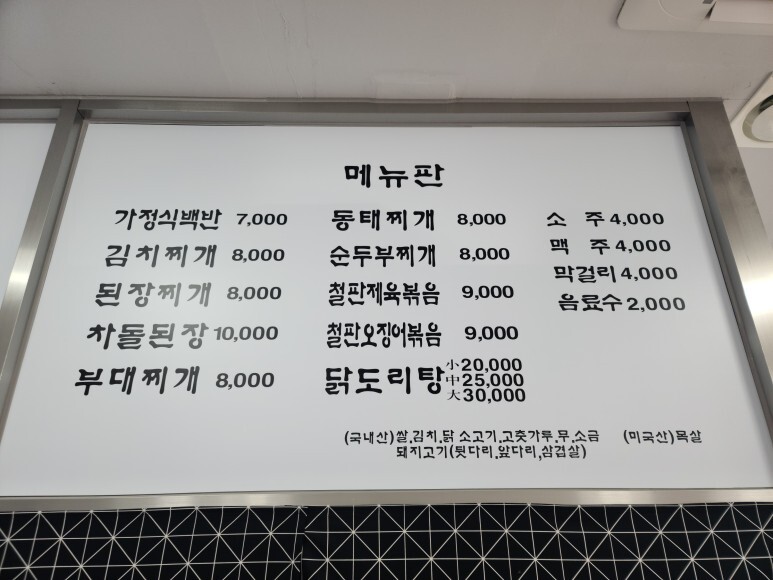 메뉴판
가정식백반 7,000
김치찌개 8,000
된장찌개 8,000
차돌된장 10,000
부대찌개 8,000
동태찌개 8,000
순두부찌개 8,000
철판제육볶음 9,000
철판오징어볶음 9,000
닭도리탕 小 20,000
中 25,000
大 30,000
소 주 4,000
맥 주 4,000
막걸리 4,000
음료수 2,000
(국내산)쌀,김치,닭 소고기,고춧가루,무,소금 (미국산)목살
돼지고기(뒷다리,앞다리,삼겹살)